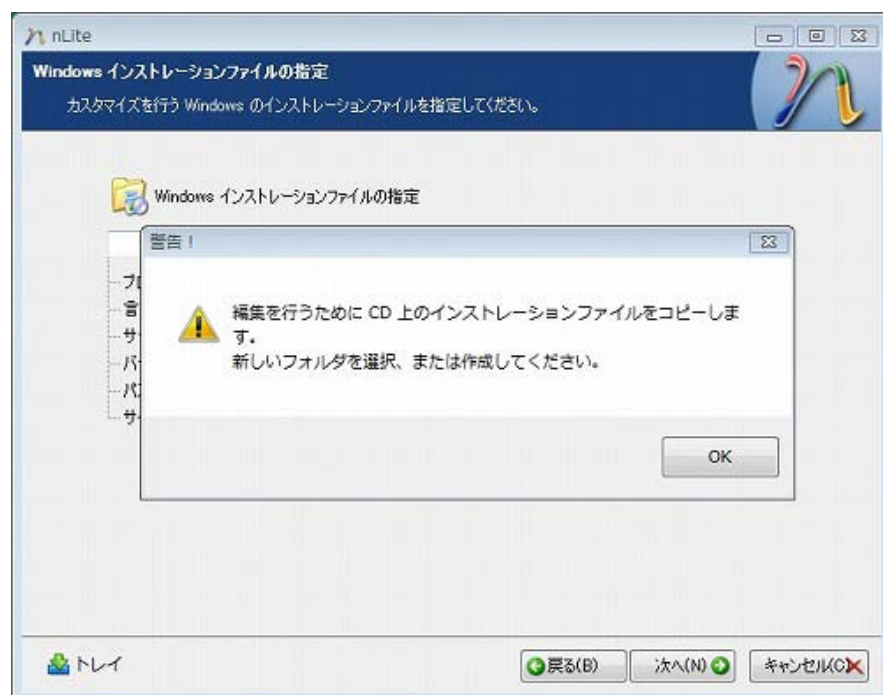 nLite
Windows インストレーションファイルの指定
カスタマイズを行う Windows のインストレーションファイルを指定してください。
Windows インストレーションファイルの指定
警告！
編集を行うために CD 上のインストレーションファイルをコピーしま
す。
新しいフォルダを選択、または作成してください。
OK
プロ
言
サ
バ
パ
サ
トレイ
戻る(B)
次へ(N)
キャンセル(C)